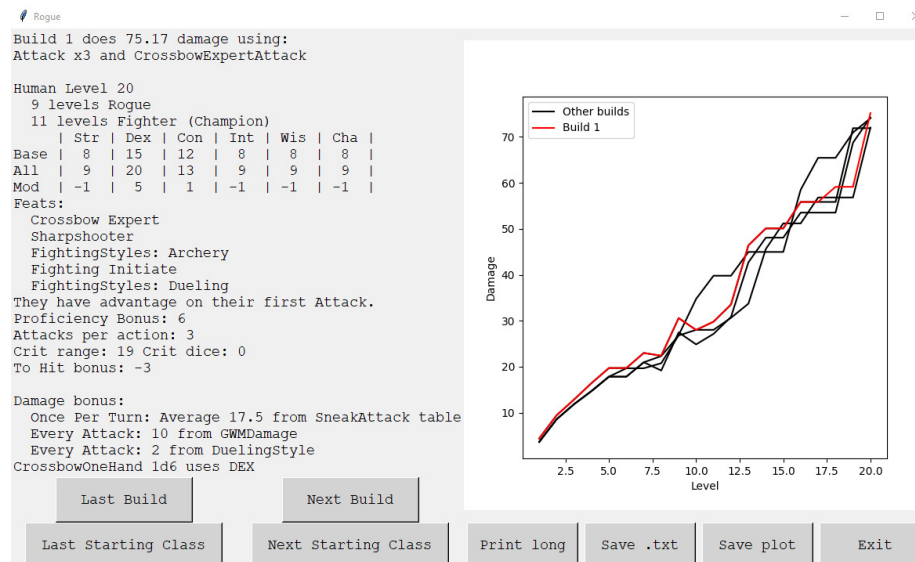 Rogue
Build 1 does 75.17 damage using:
Attack x3 and CrossbowExpertAttack
Human Level 20
9 levels Rogue
11 levels Fighter (Champion)
| Str | Dex | Con | Int | Wis | Cha |
Base | 8 | 15 | 12 | 8 | 8 | 8 |
All | 9 | 20 | 13 | 9 | 9 | 9 |
Mod | -1 | 5 | 1 | -1 | -1 | -1 |
Feats:
Crossbow Expert
Sharpshooter
FightingStyles: Archery
Fighting Initiate
FightingStyles: Dueling
They have advantage on their first Attack.
Proficiency Bonus: 6
Attacks per action: 3
Crit range: 19 Crit dice: 0
To Hit bonus: -3
Damage bonus:
Once Per Turn: Average 17.5 from SneakAttack table
Every Attack: 10 from GWMDamage
Every Attack: 2 from DuelingStyle
CrossbowOneHand 1d6 uses DEX
Other builds
Build 1
70
60
50
40
30
20
10
Damage
2.5 5.0 7.5 10.0 12.5 15.0 17.5 20.0
Level
Last Build Next Build
Last Starting Class Next Starting Class Print long Save .txt Save plot Exit